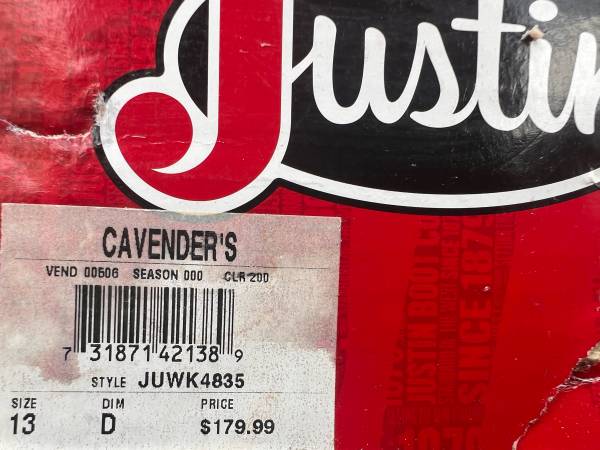 Justin
CAVENDER'S
VEND 00506 SEASON 000 CLR 200
7 31871 42138 9
STYLE JUWK4835
SIZE DIM PRICE
13 D $179.99
JUSTIN BOOT
SINCE 1879